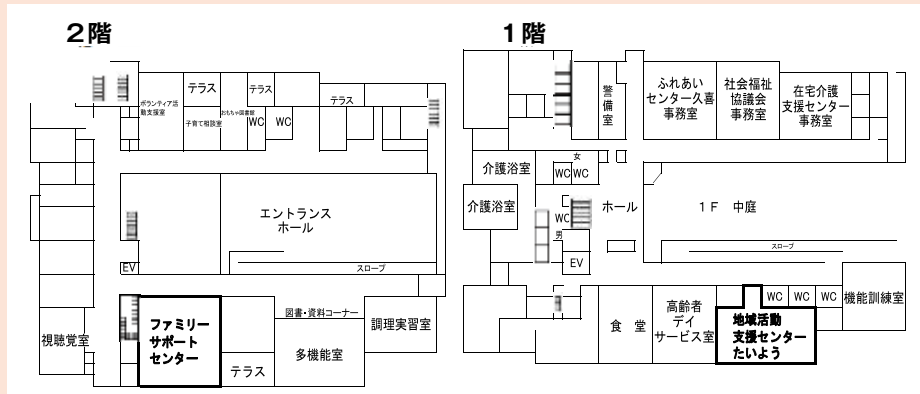 2階
テラス
テラス
テラス
ボランティア活
動支援室
おもちゃ図書館
子育て相談室
WC
WC
エントランス
ホール
EV
スロープ
視聴覚室
ファミリー
サポート
センター
テラス
図書・資料コーナー
多機能室
調理実習室
1階
警
備
室
ふれあい
センター久喜
事務室
社会福祉
協議会
事務室
在宅介護
支援センター
事務室
介護浴室
女
WC
WC
介護浴室
WC
男
ホール
1F 中庭
EV
スロープ
食 堂
高齢者
デイ
サービス室
WC
WC
WC
地域活動
支援センター
たいよう
機能訓練室